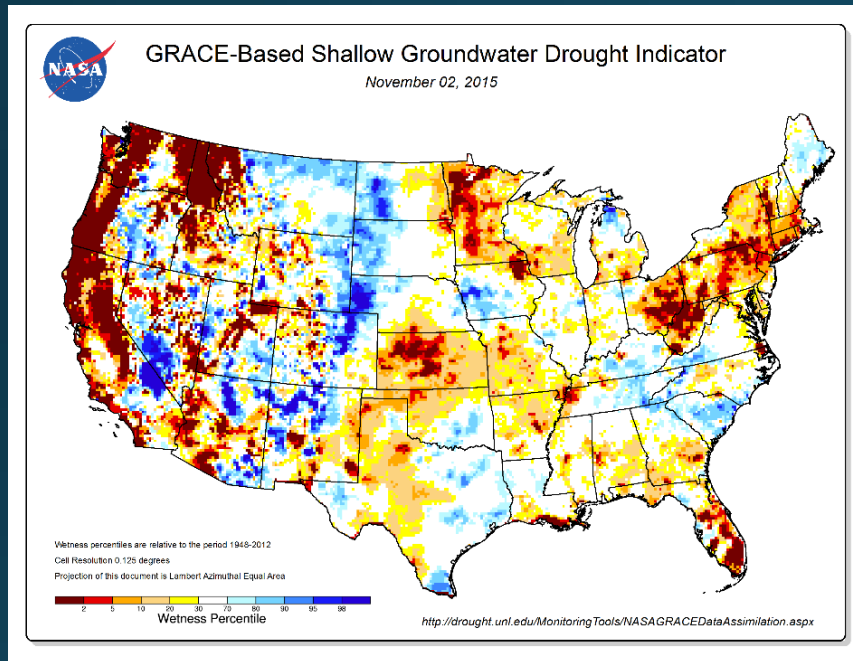 NASA
GRACE-Based Shallow Groundwater Drought Indicator
November 02, 2015
Wetness percentiles are relative to the period 1948-2012
Cell Resolution 0.125 degrees
Projection of this document is Lambert Azimuthal Equal Area
2 5 10 20 30 70 80 90 95 98
Wetness Percentile
http://drought.unl.edu/MonitoringTools/NASAGRACEDataAssimilation.aspx